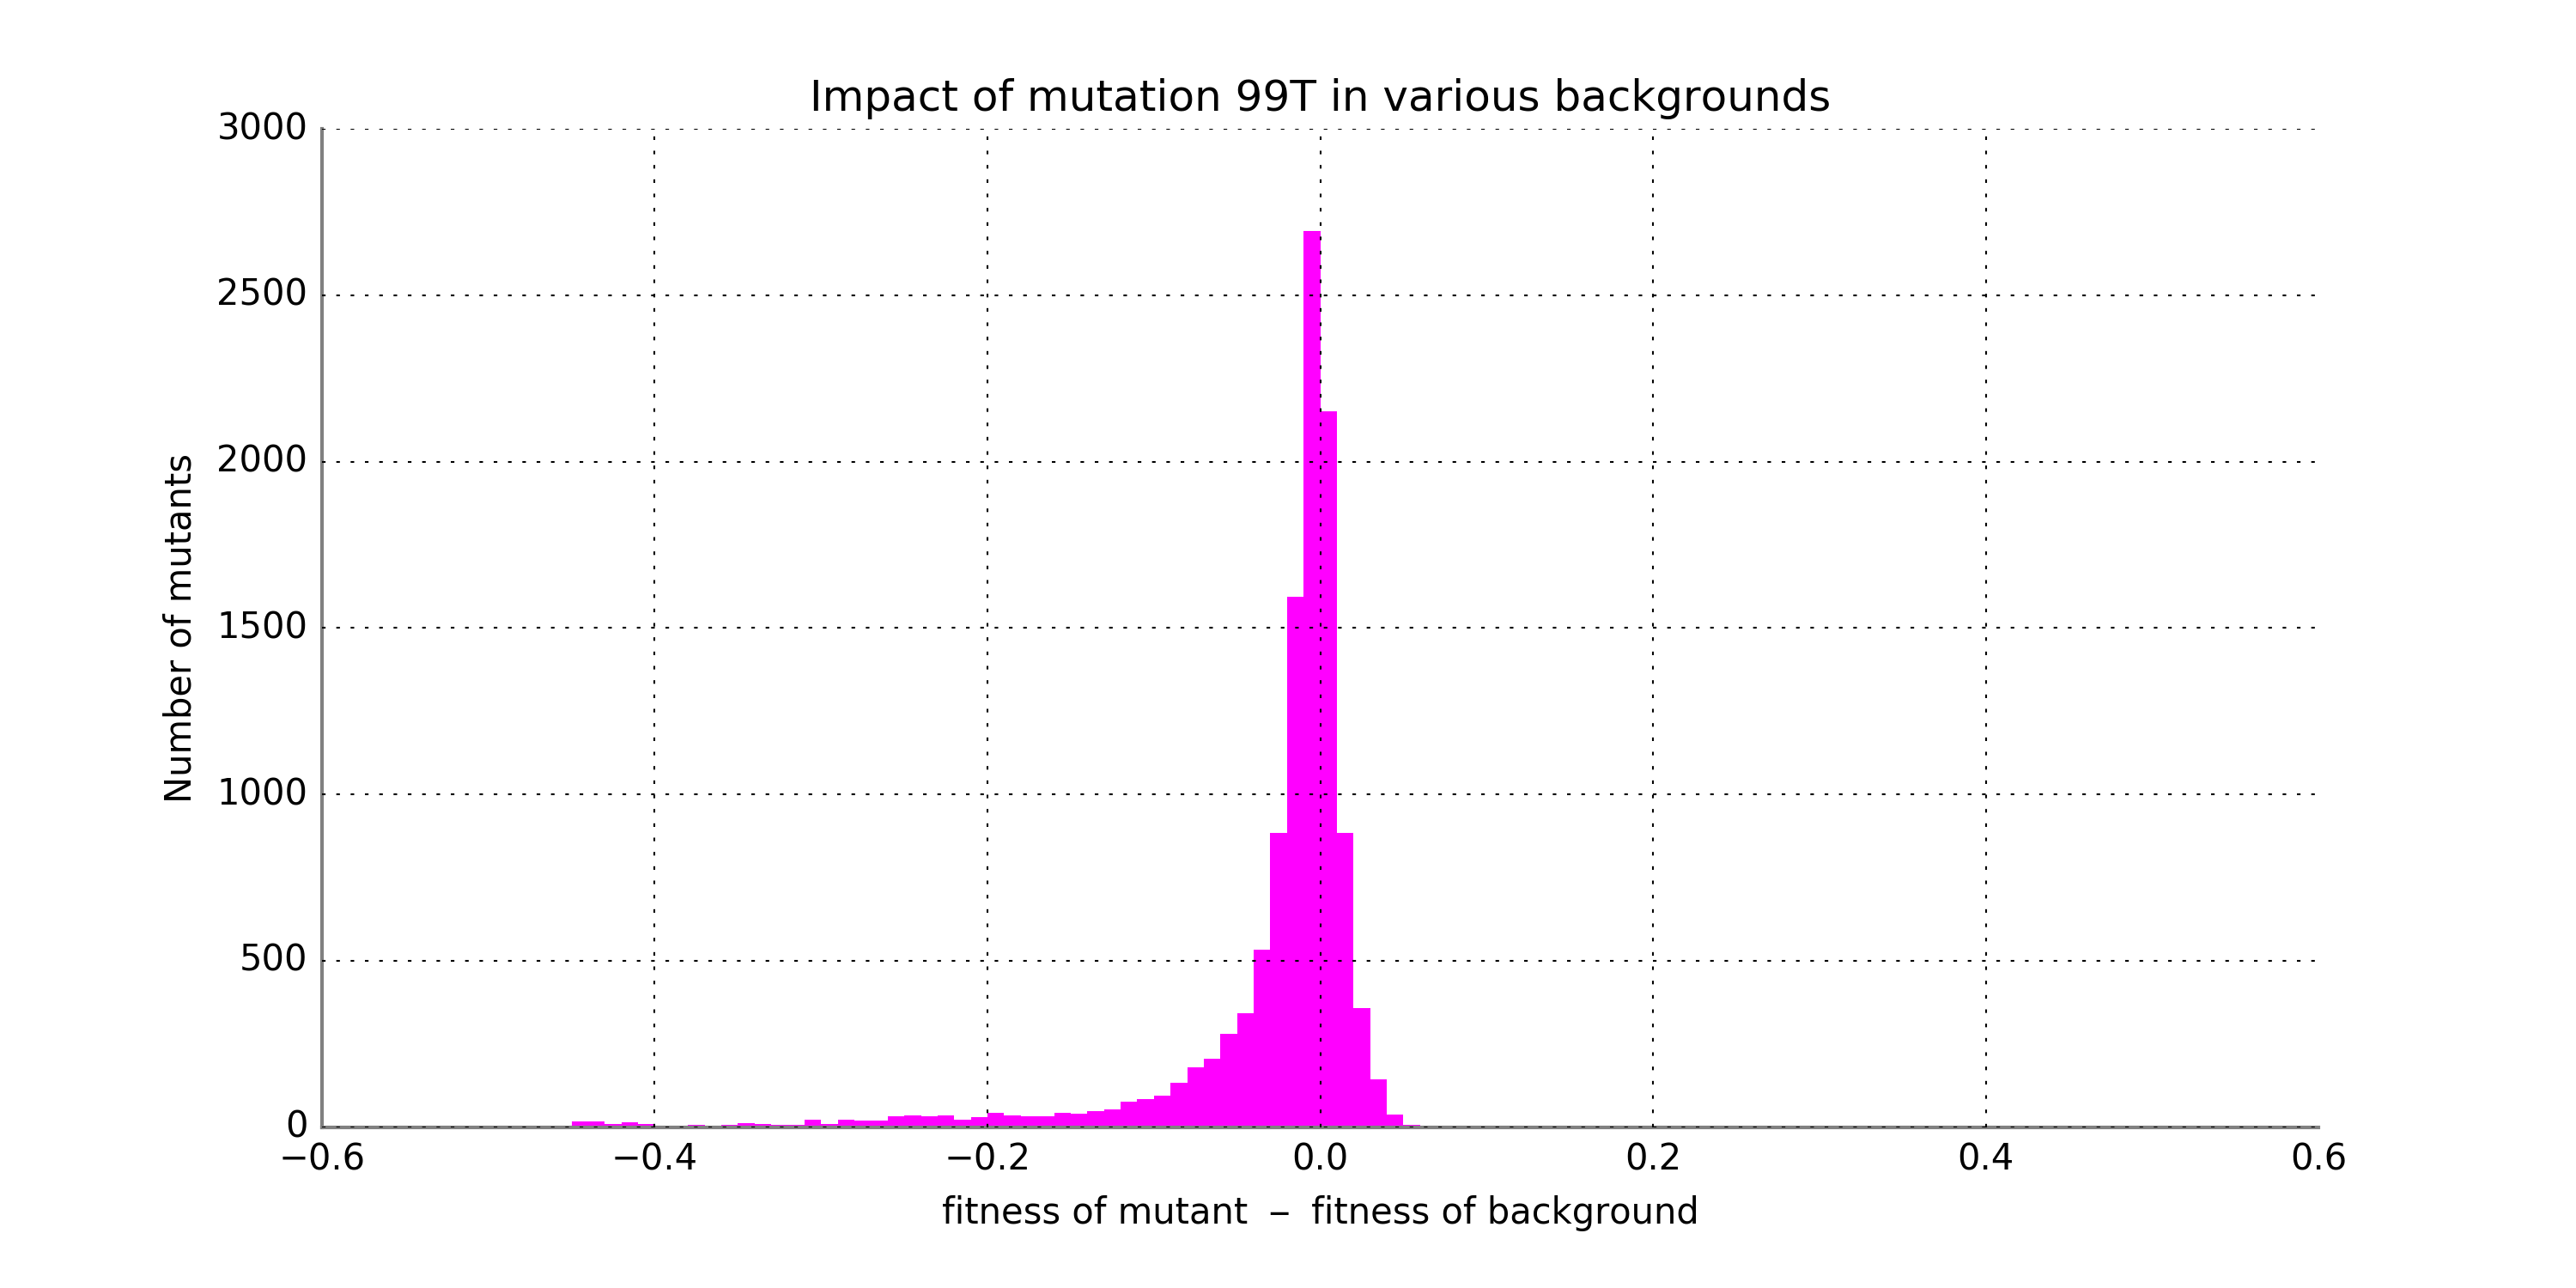 Impact of mutation 99T in various backgrounds
3000
2500
2000
1500
1000
500
0
Number of mutants
−0.6 −0.4 −0.2 0.0 0.2 0.4 0.6
fitness of mutant − fitness of background